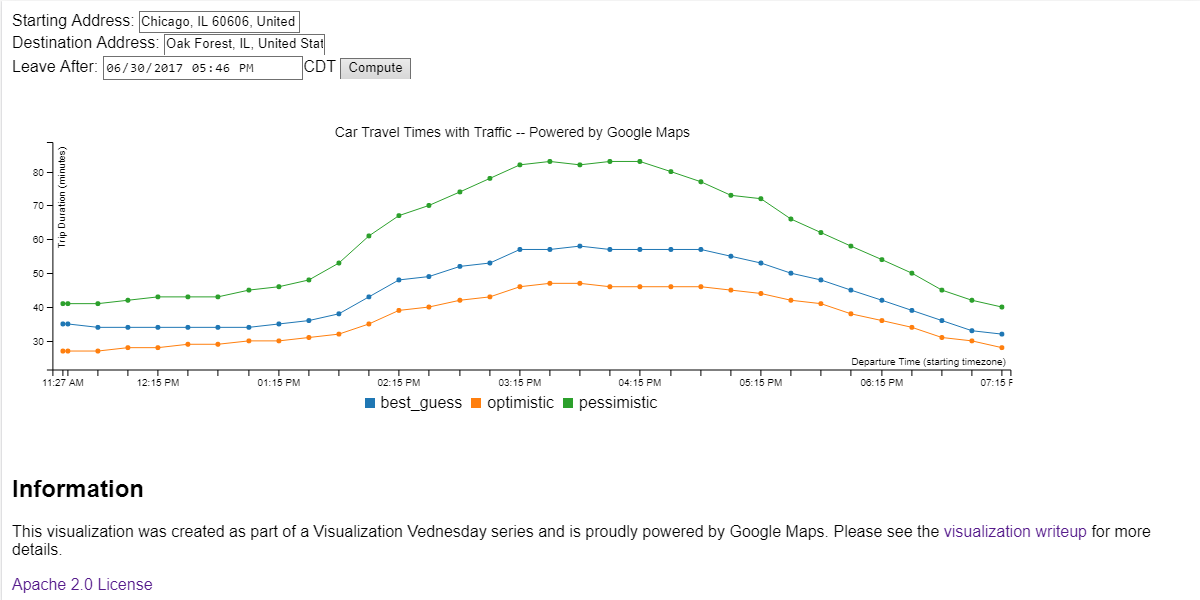 Starting Address: Chicago, IL 60606, United
Destination Address: Oak Forest, IL, United Stat
Leave After: 06/30/2017 05:46 PM CDT Compute
Car Travel Times with Traffic -- Powered by Google Maps
Trip Duration (minutes)
80
70
60
50
40
30
Departure Time (starting timezone)
11:27 AM 12:15 PM 01:15 PM 02:15 PM 03:15 PM 04:15 PM 05:15 PM 06:15 PM 07:15 P
best_guess optimistic pessimistic
Information
This visualization was created as part of a Visualization Vednesday series and is proudly powered by Google Maps. Please see the visualization writeup for more
details.
Apache 2.0 License